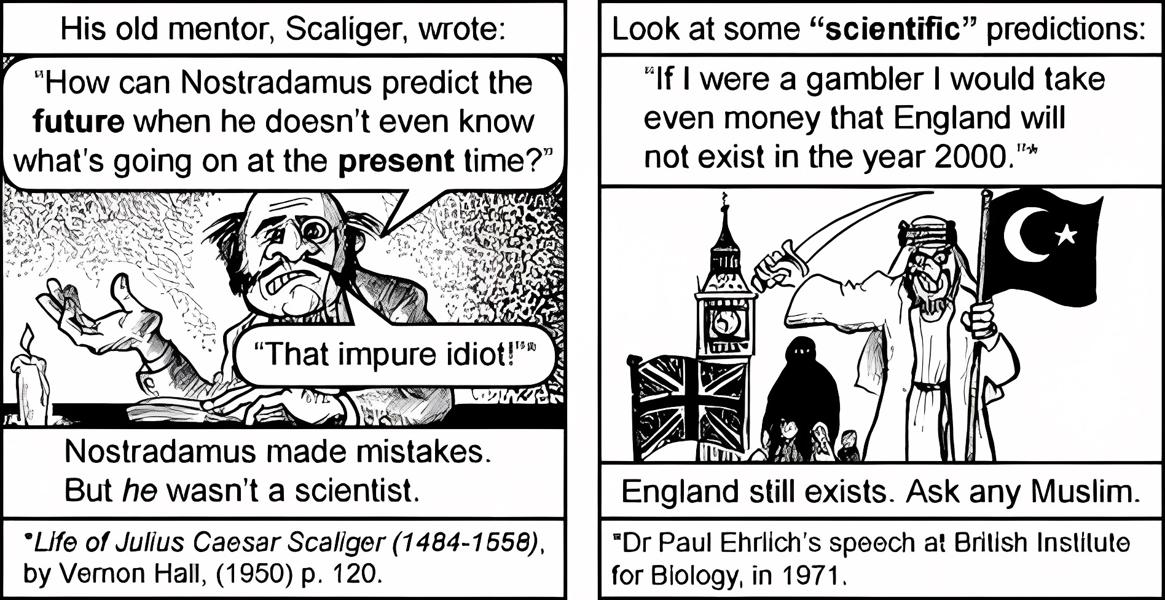 His old mentor, Scaliger, wrote:
"How can Nostradamus predict the
future when he doesn't even know
what's going on at the present time?"
"That impure idiot!"*
Nostradamus made mistakes.
But he wasn't a scientist.
*Life of Julius Caesar Scaliger (1484-1558),
by Vernon Hall, (1950) p. 120.
Look at some "scientific" predictions:
"If I were a gambler I would take
even money that England will
not exist in the year 2000."*
England still exists. Ask any Muslim.
*Dr Paul Ehrlich's speech at British Institute
for Biology, in 1971.